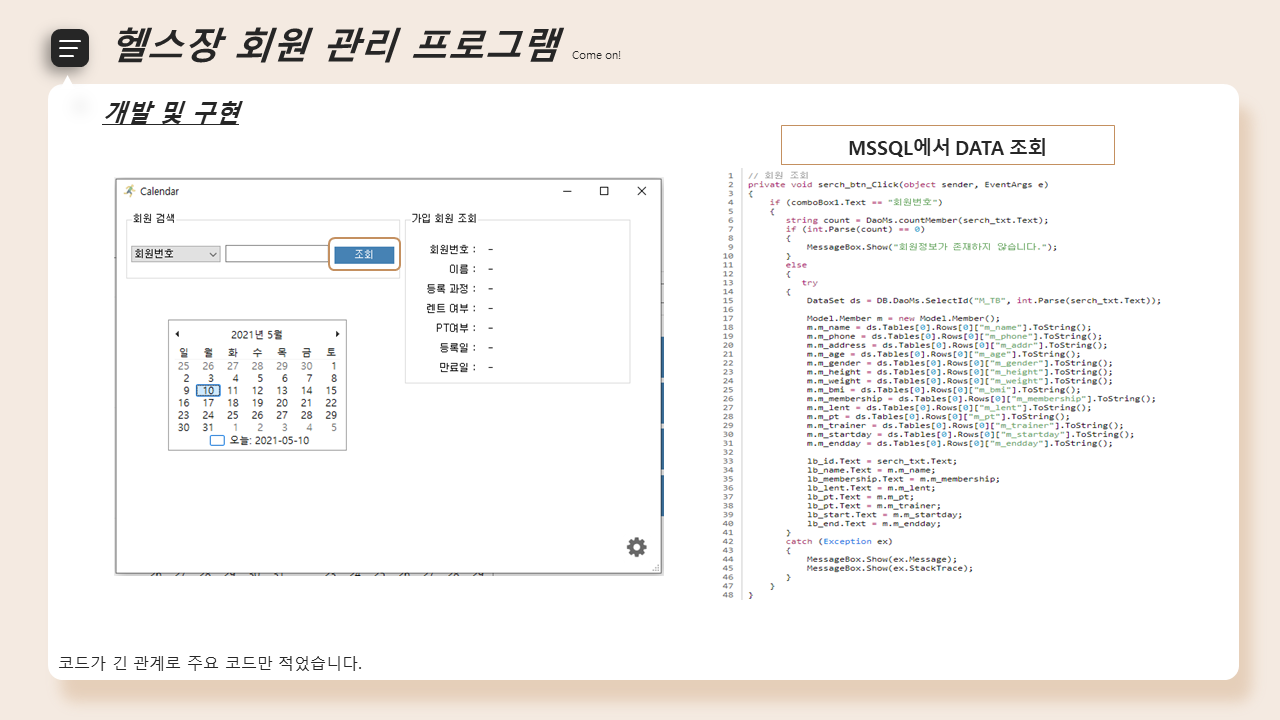 헬스장 회원 관리 프로그램 Come on!
개발 및 구현
MSSQL에서 DATA 조회
Calendar
회원 검색
회원번호
조회
가입 회원 조회
회원번호 : -
이름 : -
등록 과정 : -
렌트 여부 : -
PT여부 : -
등록일 : -
만료일 : -
2021년 5월
일 월 화 수 목 금 토
25 26 27 28 29 30 1
2 3 4 5 6 7 8
9 10 11 12 13 14 15
16 17 18 19 20 21 22
23 24 25 26 27 28 29
30 31 1 2 3 4 5
오늘: 2021-05-10
1 // 회원 조회
2 private void serch_btn_Click(object sender, EventArgs e)
3 {
4 if (comboBox1.Text == "회원번호")
5 {
6 string count = DaoMs.countMember(serch_txt.Text);
7 if (int.Parse(count) == 0)
8 {
9 MessageBox.Show("회원정보가 존재하지 않습니다.");
10 }
11 else
12 {
13 try
14 {
15 DataSet ds = DB.DaoMs.SelectId("M_TB", int.Parse(serch_txt.Text));
16
17 Model.Member m = new Model.Member();
18 m.m_name = ds.Tables[0].Rows[0]["m_name"].ToString();
19 m.m_phone = ds.Tables[0].Rows[0]["m_phone"].ToString();
20 m.m_address = ds.Tables[0].Rows[0]["m_addr"].ToString();
21 m.m_age = ds.Tables[0].Rows[0]["m_age"].ToString();
22 m.m_gender = ds.Tables[0].Rows[0]["m_gender"].ToString();
23 m.m_height = ds.Tables[0].Rows[0]["m_height"].ToString();
24 m.m_weight = ds.Tables[0].Rows[0]["m_weight"].ToString();
25 m.m_bmi = ds.Tables[0].Rows[0]["m_bmi"].ToString();
26 m.m_membership = ds.Tables[0].Rows[0]["m_membership"].ToString();
27 m.m_lent = ds.Tables[0].Rows[0]["m_lent"].ToString();
28 m.m_pt = ds.Tables[0].Rows[0]["m_pt"].ToString();
29 m.m_trainer = ds.Tables[0].Rows[0]["m_trainer"].ToString();
30 m.m_startday = ds.Tables[0].Rows[0]["m_startday"].ToString();
31 m.m_endday = ds.Tables[0].Rows[0]["m_endday"].ToString();
32
33 lb_id.Text = serch_txt.Text;
34 lb_name.Text = m.m_name;
35 lb_membership.Text = m.m_membership;
36 lb_lent.Text = m.m_lent;
37 lb_pt.Text = m.m_pt;
38 lb_pt.Text = m.m_trainer;
39 lb_start.Text = m.m_startday;
40 lb_end.Text = m.m_endday;
41 }
42 catch (Exception ex)
43 {
44 MessageBox.Show(ex.Message);
45 MessageBox.Show(ex.StackTrace);
46 }
47 }
48 }
코드가 긴 관계로 주요 코드만 적었습니다.